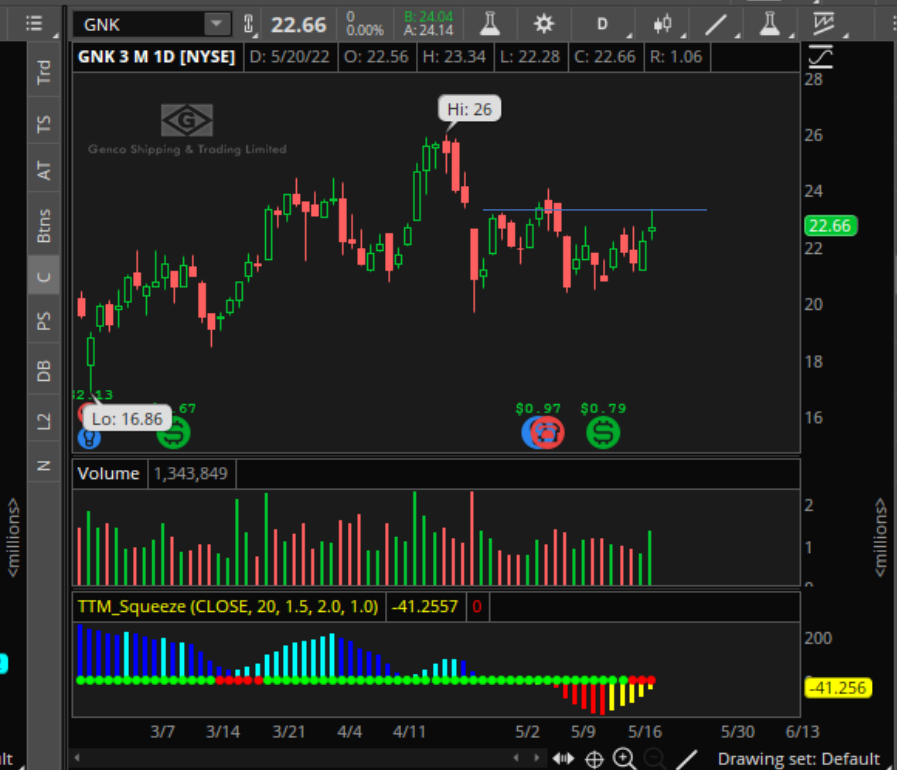 GNK
22.66
0
0.00%
B: 24.04
A: 24.14
D
GNK 3 M 1D [NYSE]
D: 5/20/22
O: 22.56
H: 23.34
L: 22.28
C: 22.66
R: 1.06
Trd
TS
AT
Btns
C
PS
DB
L2
N
Genco Shipping & Trading Limited
Hi: 26
28
26
24
22.66
22
20
18
16
Lo: 16.86
$0.97
$0.79
Volume
1,343,849
2
1
0
<millions>
<millions>
TTM_Squeeze (CLOSE, 20, 1.5, 2.0, 1.0)
-41.2557
0
200
-41.256
3/7
3/14
3/21
4/4
4/11
5/2
5/9
5/16
5/30
6/13
Drawing set: Default